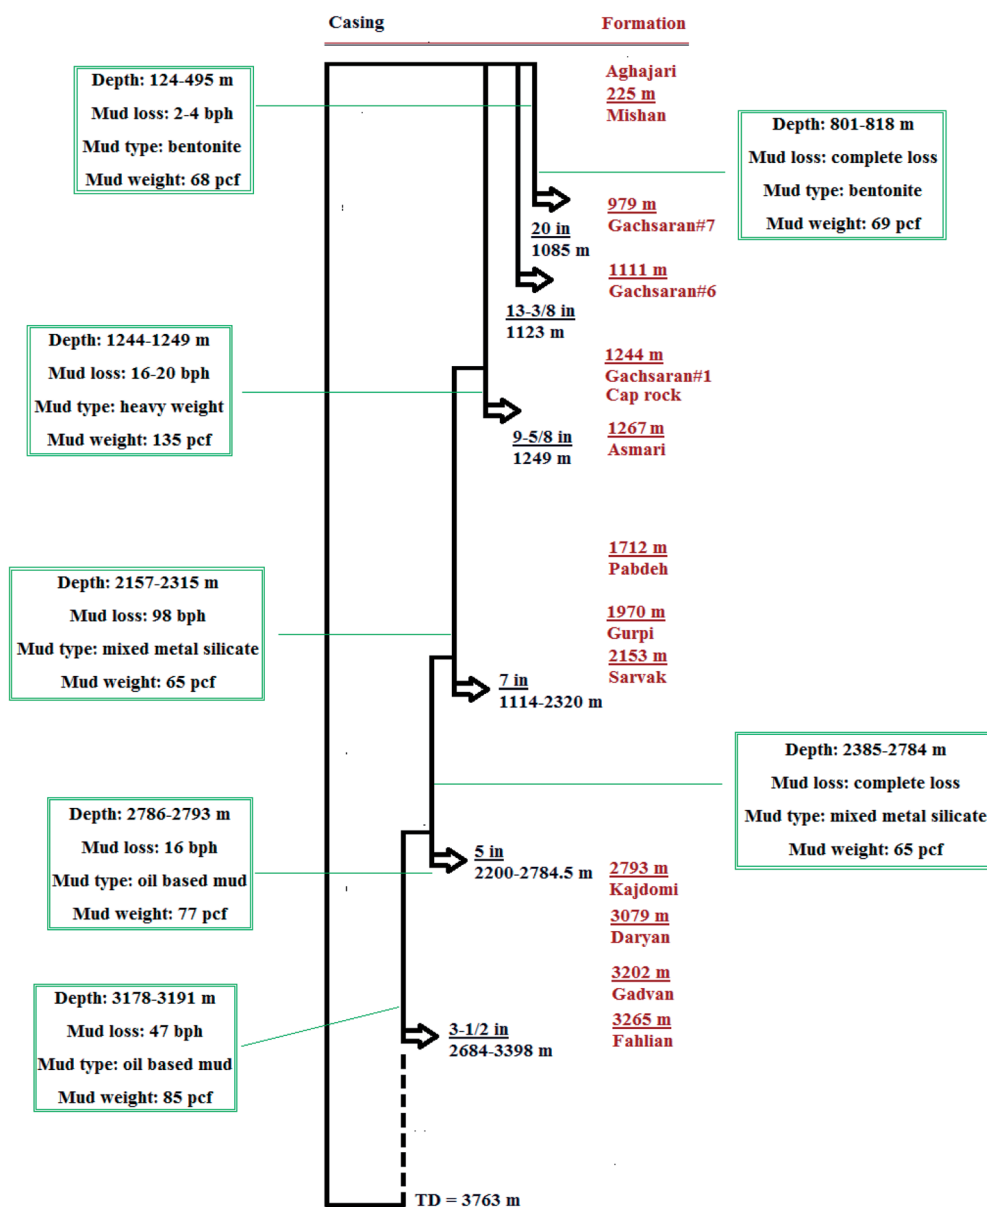 Casing
Formation
Depth: 124-495 m
Mud loss: 2-4 bph
Mud type: bentonite
Mud weight: 68 pcf
Aghajari
225 m
Mishan
Depth: 801-818 m
Mud loss: complete loss
Mud type: bentonite
Mud weight: 69 pcf
20 in
1085 m
979 m
Gachsaran#7
13-3/8 in
1123 m
1111 m
Gachsaran#6
Depth: 1244-1249 m
Mud loss: 16-20 bph
Mud type: heavy weight
Mud weight: 135 pcf
1244 m
Gachsaran#1
Cap rock
9-5/8 in
1249 m
1267 m
Asmari
1712 m
Pabdeh
Depth: 2157-2315 m
Mud loss: 98 bph
Mud type: mixed metal silicate
Mud weight: 65 pcf
1970 m
Gurpi
2153 m
Sarvak
7 in
1114-2320 m
Depth: 2385-2784 m
Mud loss: complete loss
Mud type: mixed metal silicate
Mud weight: 65 pcf
Depth: 2786-2793 m
Mud loss: 16 bph
Mud type: oil based mud
Mud weight: 77 pcf
5 in
2200-2784.5 m
2793 m
Kajdomi
3079 m
Daryan
3202 m
Gadvan
3265 m
Fahlian
Depth: 3178-3191 m
Mud loss: 47 bph
Mud type: oil based mud
Mud weight: 85 pcf
3-1/2 in
2684-3398 m
TD = 3763 m